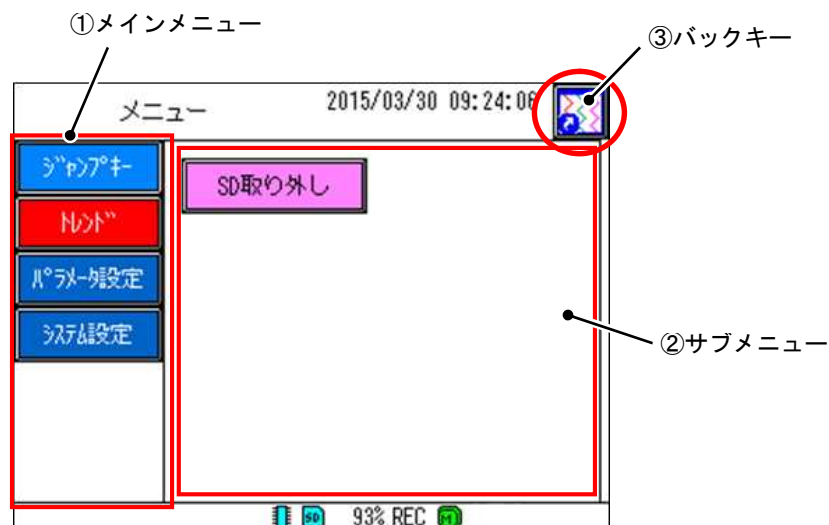 ①メインメニュー
③バックキー
メニュー
2015/03/30 09:24:06
ｼﾞｬﾝﾌﾟｷｰ
SD取り外し
ﾄﾚﾝﾄﾞ
ﾊﾟﾗﾒｰﾀ設定
ｼｽﾃﾑ設定
②サブメニュー
SD
93% REC
M